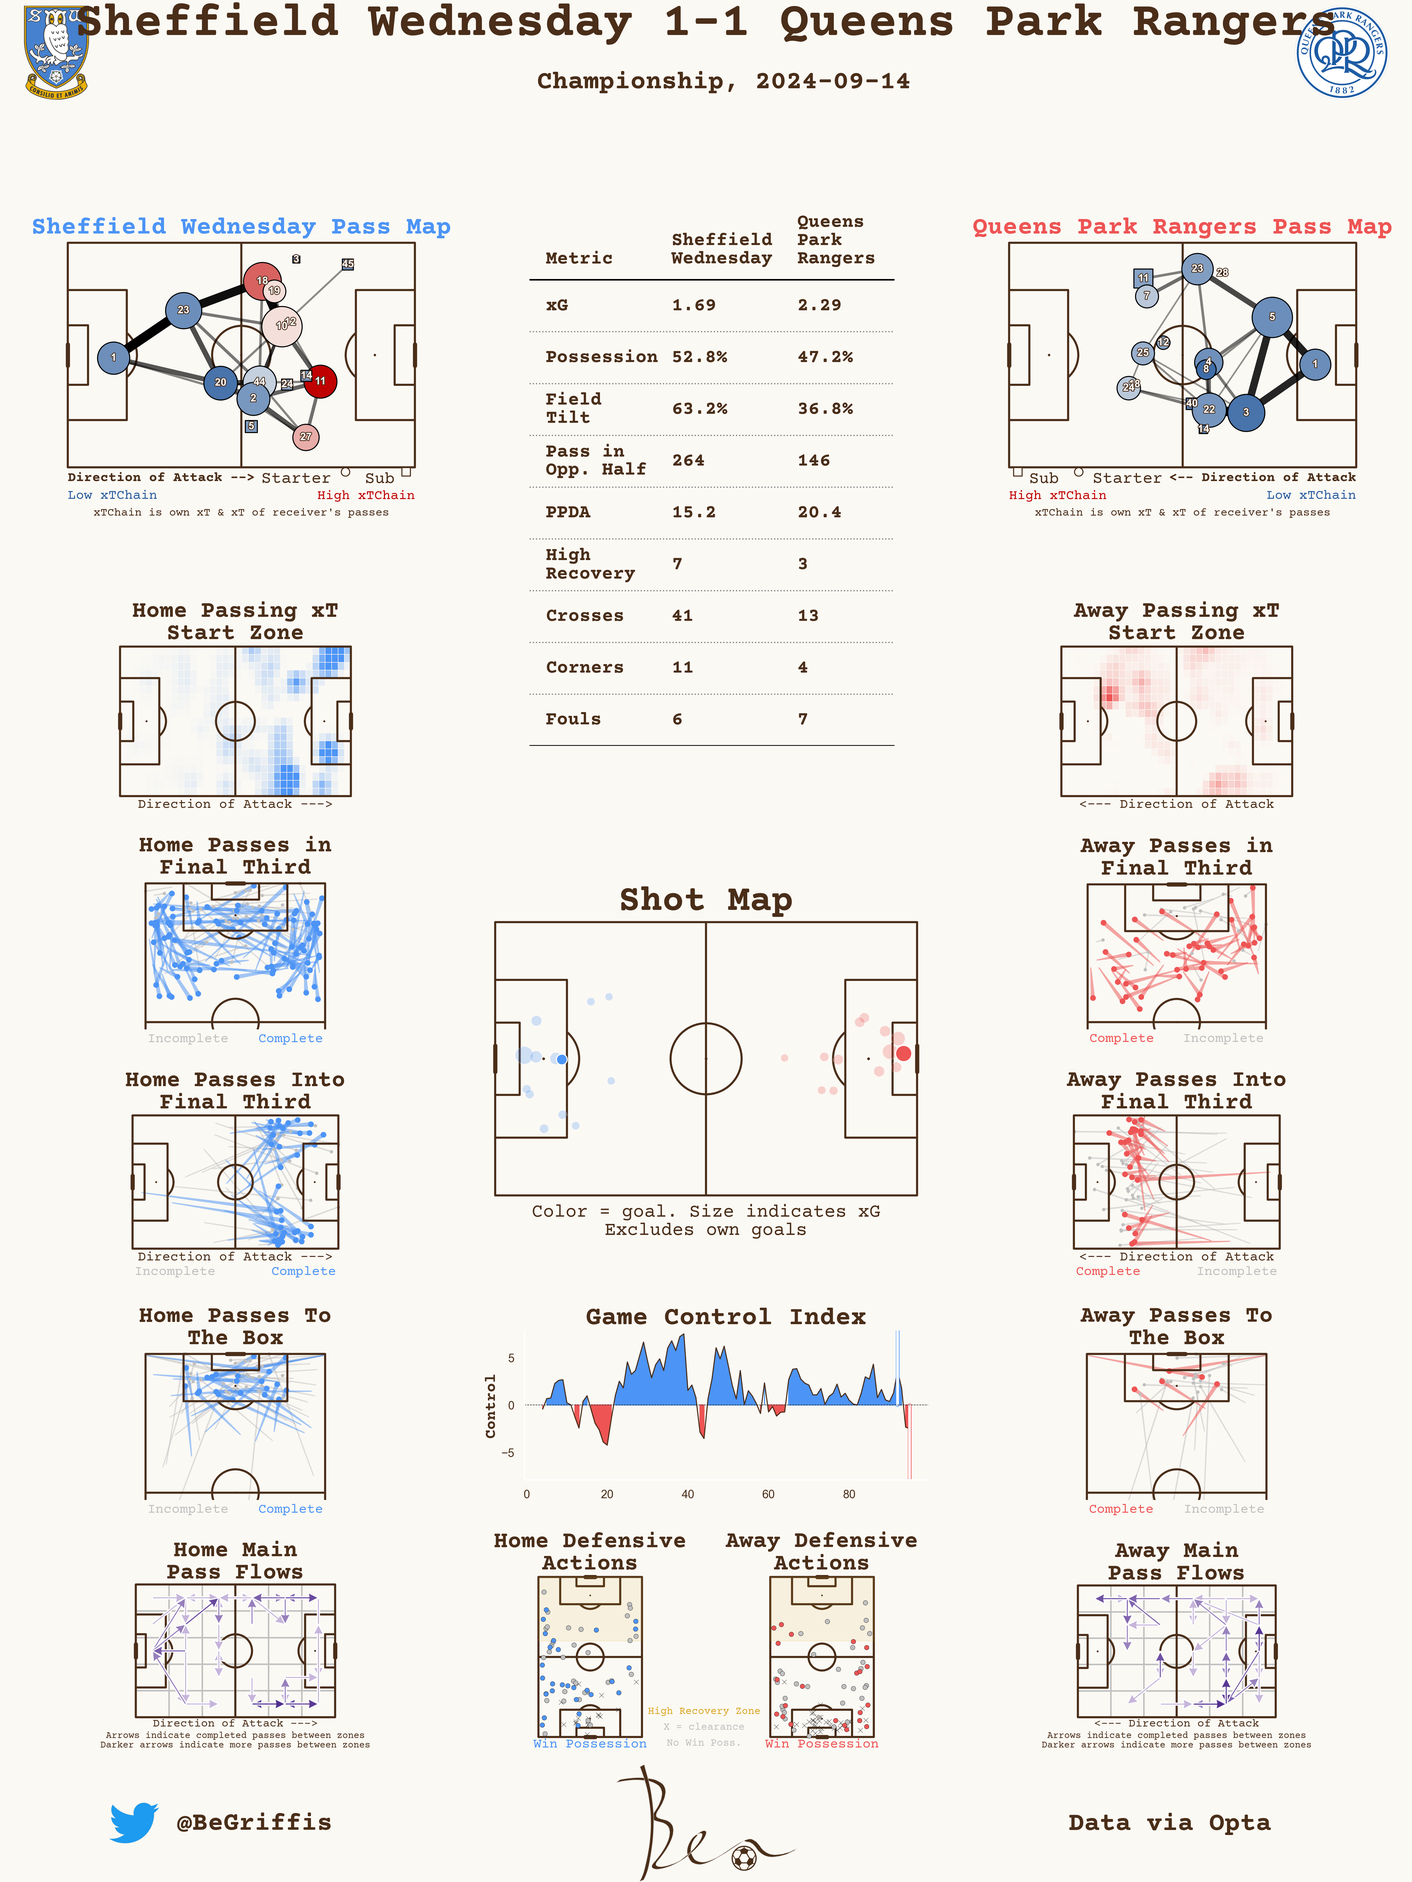 Sheffield Wednesday 1-1 Queens Park Rangers
Championship, 2024-09-14
CONSILIO ET ANIMIS
QUEENS PARK RANGERS
1882
Sheffield Wednesday Pass Map
3
45
18
19
23
10
12
1
20
44
24
14
11
2
5
27
Direction of Attack --> Starter Sub
Low xTChain High xTChain
xTChain is own xT & xT of receiver's passes
Metric Sheffield Wednesday Queens Park Rangers
xG 1.69 2.29
Possession 52.8% 47.2%
Field Tilt 63.2% 36.8%
Pass in Opp. Half 264 146
PPDA 15.2 20.4
High Recovery 7 3
Crosses 41 13
Corners 11 4
Fouls 6 7
Queens Park Rangers Pass Map
11
23
28
7
5
12
25
4
8
1
24
18
40
22
3
14
Sub Starter <-- Direction of Attack
High xTChain Low xTChain
xTChain is own xT & xT of receiver's passes
Home Passing xT
Start Zone
Direction of Attack --->
Away Passing xT
Start Zone
<--- Direction of Attack
Home Passes in
Final Third
Incomplete Complete
Shot Map
Color = goal. Size indicates xG
Excludes own goals
Away Passes in
Final Third
Complete Incomplete
Home Passes Into
Final Third
Direction of Attack --->
Incomplete Complete
Away Passes Into
Final Third
<--- Direction of Attack
Complete Incomplete
Home Passes To
The Box
Incomplete Complete
Game Control Index
Control
5
0
−5
0 20 40 60 80
Away Passes To
The Box
Complete Incomplete
Home Main
Pass Flows
Direction of Attack --->
Arrows indicate completed passes between zones
Darker arrows indicate more passes between zones
Home Defensive
Actions
Win Possession
High Recovery Zone
X = clearance
No Win Poss.
Away Defensive
Actions
Win Possession
Away Main
Pass Flows
<--- Direction of Attack
Arrows indicate completed passes between zones
Darker arrows indicate more passes between zones
@BeGriffis
Ben
Data via Opta